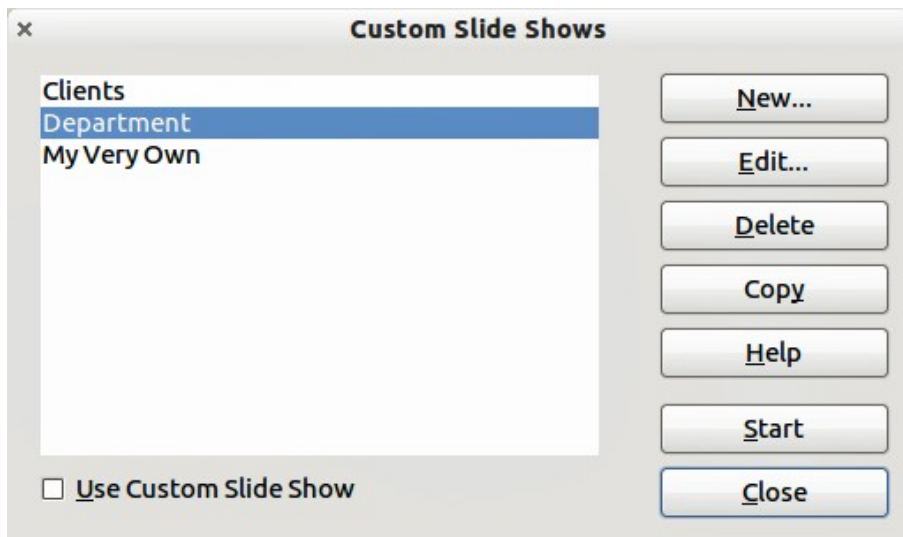 Custom Slide Shows
Clients
Department
My Very Own
New...
Edit...
Delete
Copy
Help
Start
Close
Use Custom Slide Show